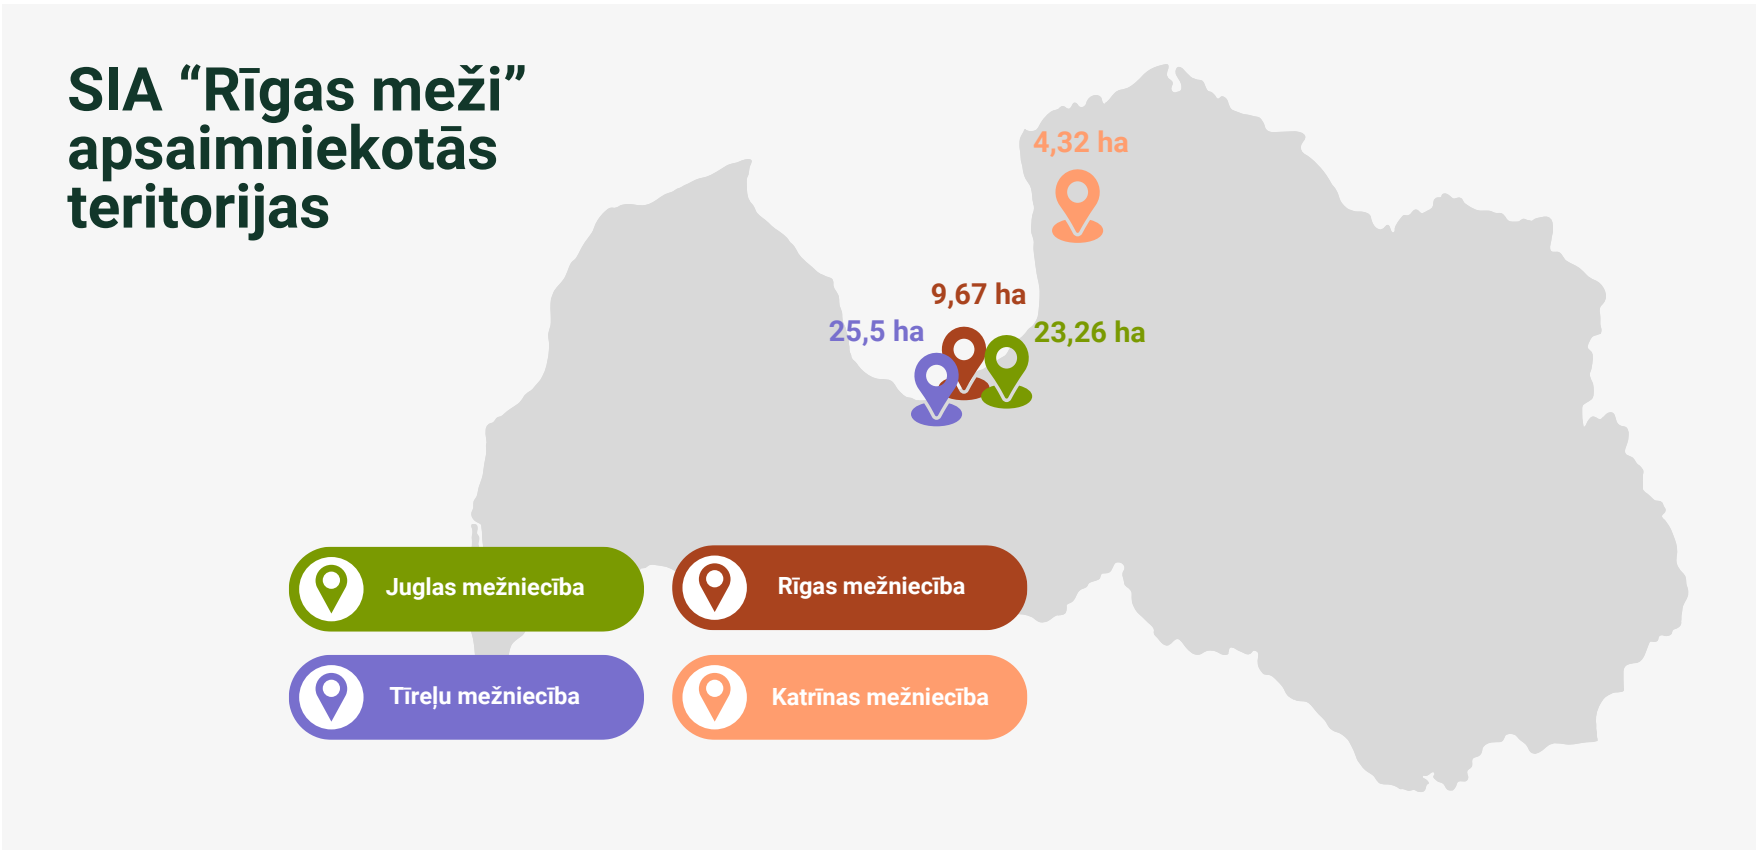 SIA “Rīgas meži”
apsaimniekotās
teritorijas
4,32 ha
9,67 ha
25,5 ha
23,26 ha
Juglas mežniecība
Rīgas mežniecība
Tīreļu mežniecība
Katrīnas mežniecība